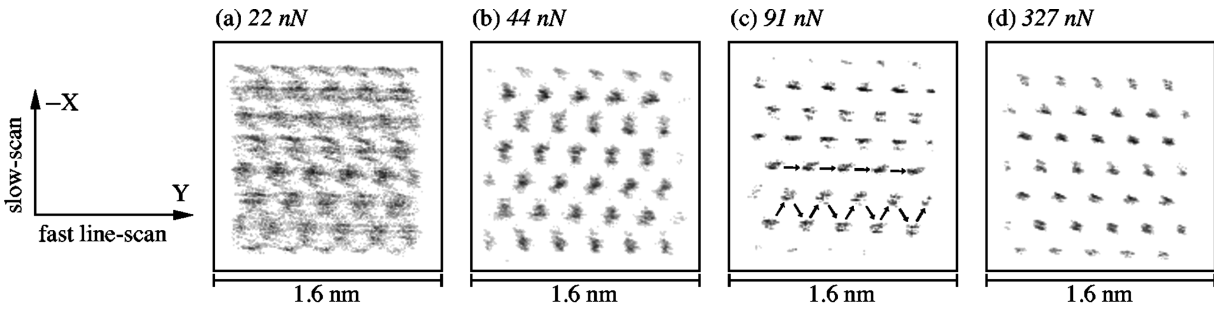 (a) 22 nN
(b) 44 nN
(c) 91 nN
(d) 327 nN
−X
slow-scan
Y
fast line-scan
1.6 nm
1.6 nm
1.6 nm
1.6 nm